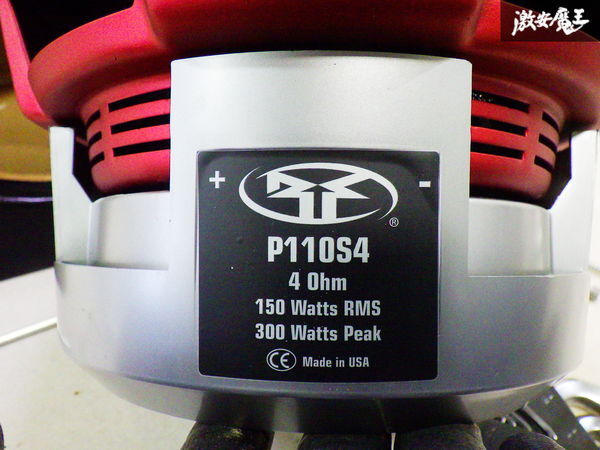 激安魔王
+ -
®
P110S4
4 Ohm
150 Watts RMS
300 Watts Peak
CE Made in USA